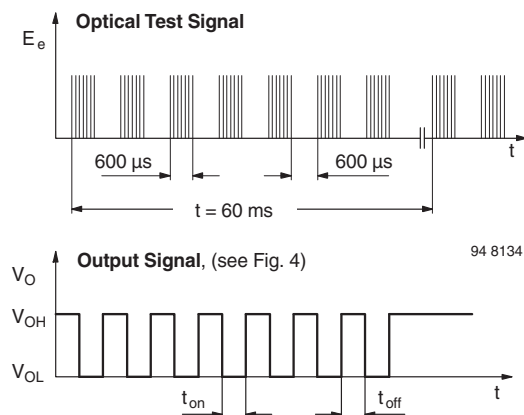 Optical Test Signal
E e
t
600 µs
600 µs
t = 60 ms
94 8134
Output Signal, (see Fig. 4)
V O
V OH
V OL
t on
t off
t